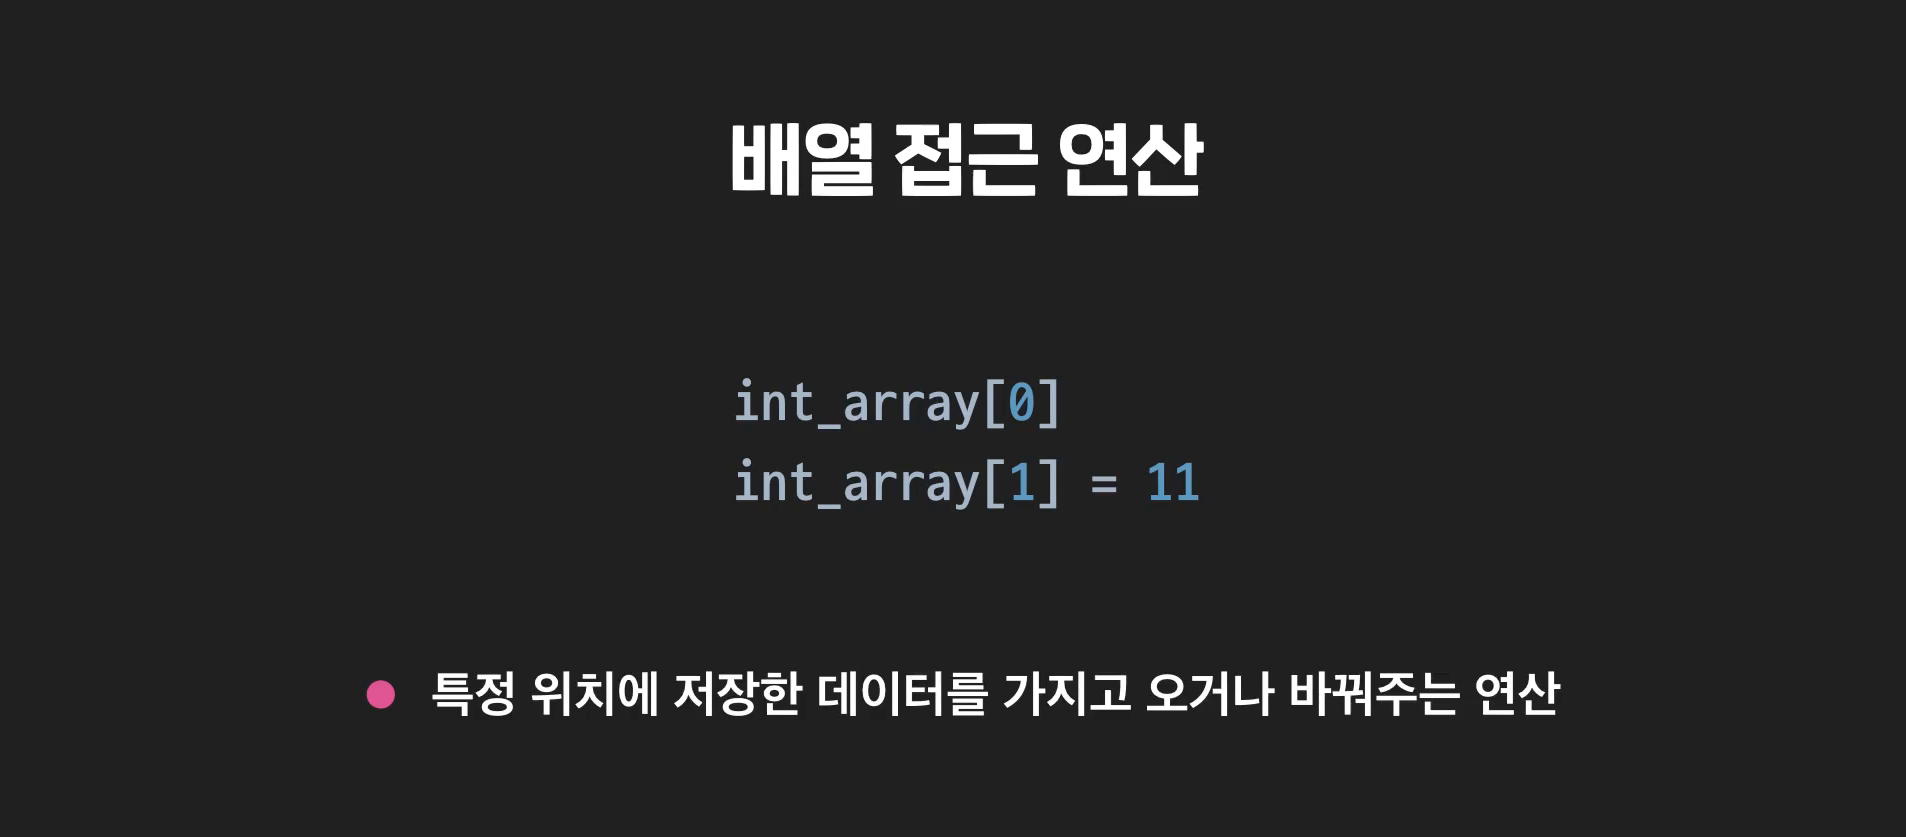 배열 접근 연산
int_array[0]
int_array[1] = 11
특정 위치에 저장한 데이터를 가지고 오거나 바꿔주는 연산